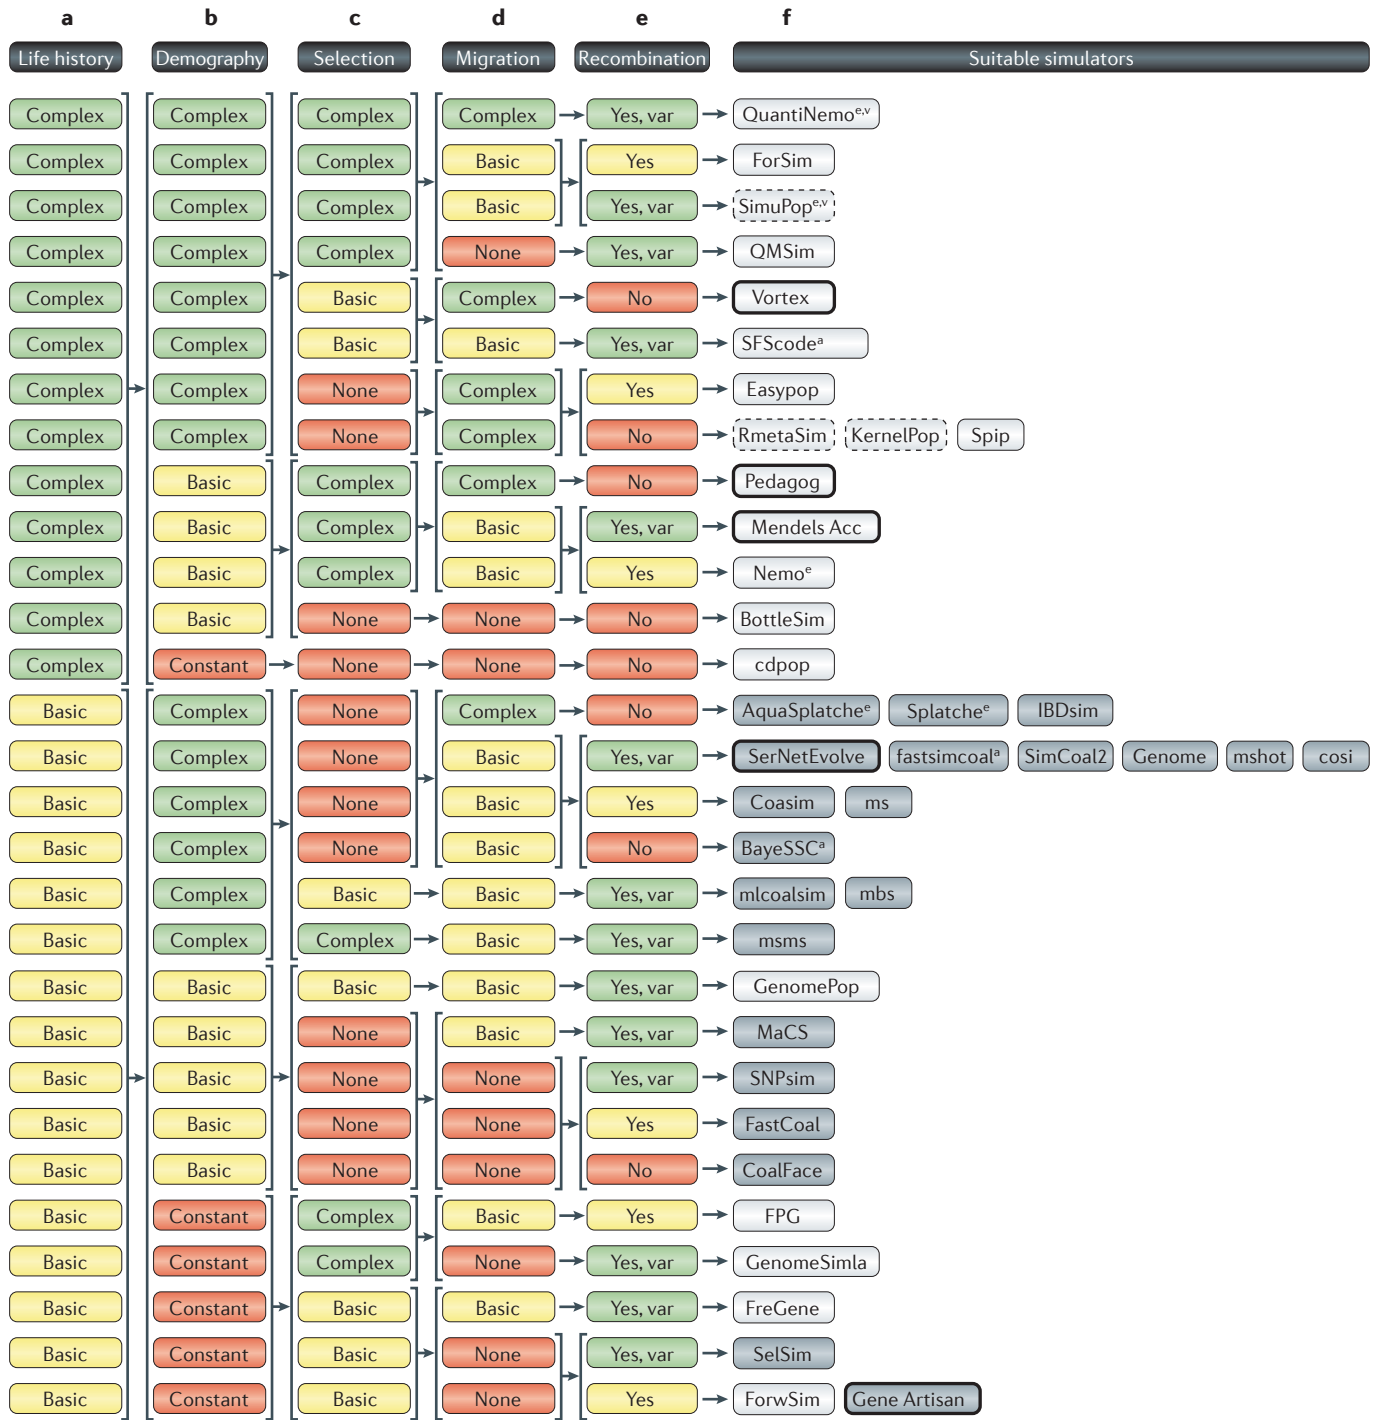 a b c d e f
Life history Demography Selection Migration Recombination Suitable simulators
Complex Complex Complex Complex Yes, var QuantiNemo^e,v
Complex Complex Complex Basic Yes ForSim
Complex Complex Complex Basic Yes, var SimuPop^e,v
Complex Complex Complex None Yes, var QMSim
Complex Complex Basic Complex No Vortex
Complex Complex Basic Basic Yes, var SFScode^a
Complex Complex None Complex Yes Easypop
Complex Complex None Complex No RmetaSim KernelPop Spip
Complex Basic Complex Complex No Pedagog
Complex Basic Complex Basic Yes, var Mendels Acc
Complex Basic Complex Basic Yes Nemo^e
Complex Basic None None No BottleSim
Complex Constant None None No cdpop
Basic Complex None Complex No AquaSplatche^e Splatche^e IBDsim
Basic Complex None Basic Yes, var SerNetEvolve fastsimcoal^a SimCoal2 Genome mshot cosi
Basic Complex None Basic Yes Coasim ms
Basic Complex None Basic No BayeSSC^a
Basic Complex Basic Basic Yes, var mlcoalsim mbs
Basic Complex Complex Basic Yes, var msms
Basic Basic Basic Basic Yes, var GenomePop
Basic Basic None Basic Yes, var MaCS
Basic Basic None None Yes, var SNPsim
Basic Basic None None Yes FastCoal
Basic Basic None None No CoalFace
Basic Constant Complex Basic Yes FPG
Basic Constant Complex None Yes, var GenomeSimla
Basic Constant Basic Basic Yes, var FreGene
Basic Constant Basic None Yes, var SelSim
Basic Constant Basic None Yes ForwSim Gene Artisan